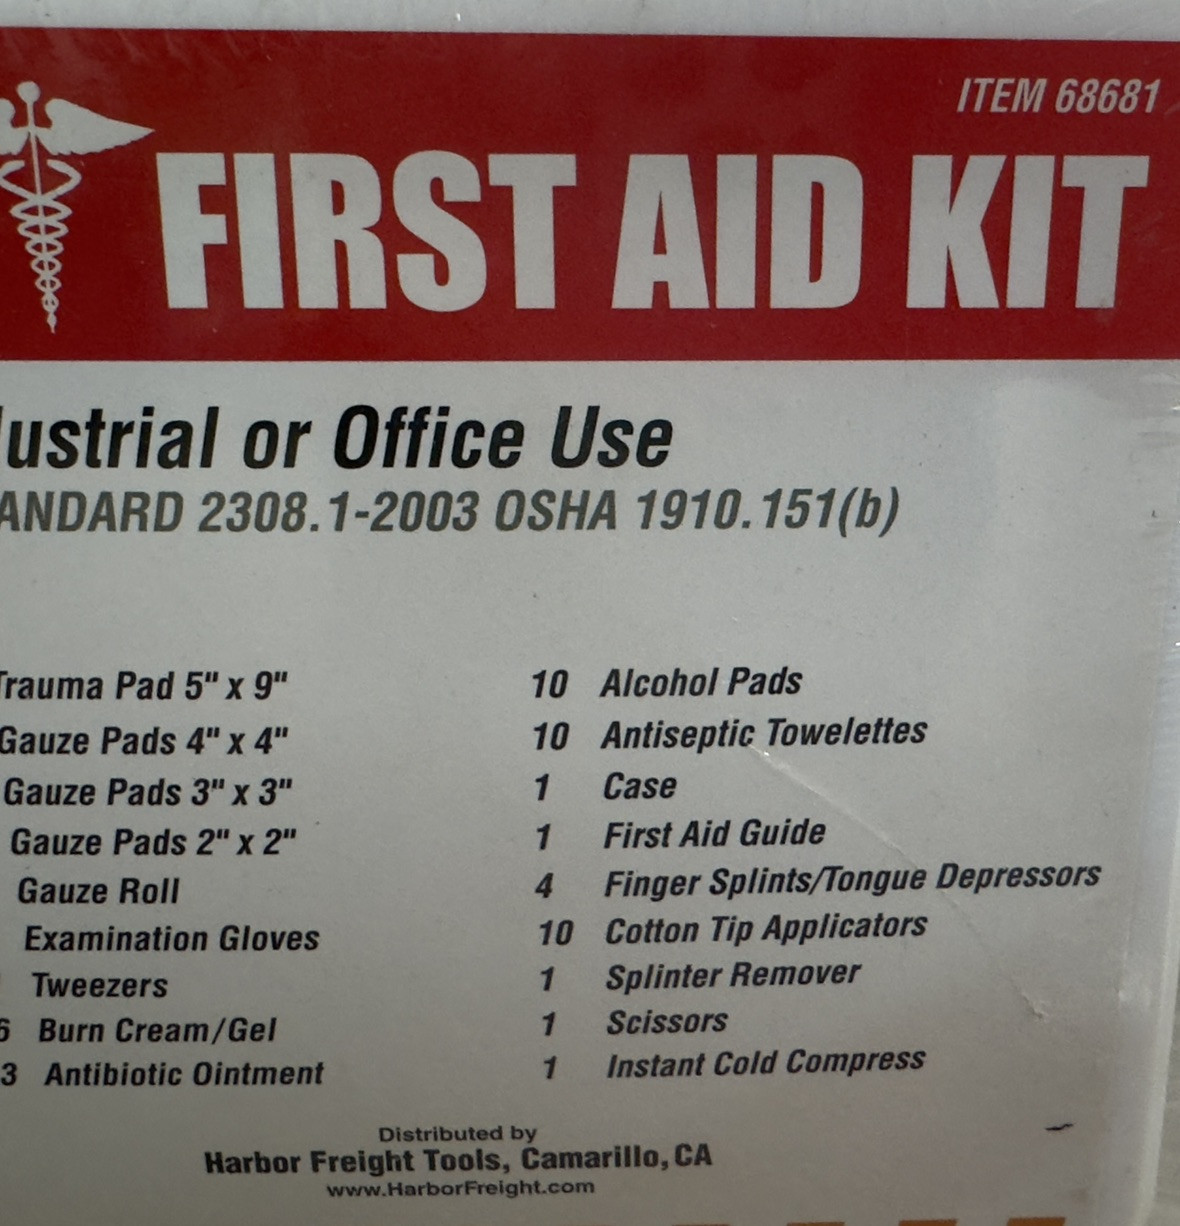 ITEM 68681
FIRST AID KIT
ustrial or Office Use
ANDARD 2308.1-2003 OSHA 1910.151(b)
Trauma Pad 5" x 9"
Gauze Pads 4" x 4"
Gauze Pads 3" x 3"
Gauze Pads 2" x 2"
Gauze Roll
Examination Gloves
Tweezers
6 Burn Cream/Gel
3 Antibiotic Ointment
10 Alcohol Pads
10 Antiseptic Towelettes
1 Case
1 First Aid Guide
4 Finger Splints/Tongue Depressors
10 Cotton Tip Applicators
1 Splinter Remover
1 Scissors
1 Instant Cold Compress
Distributed by
Harbor Freight Tools, Camarillo, CA
www.HarborFreight.com